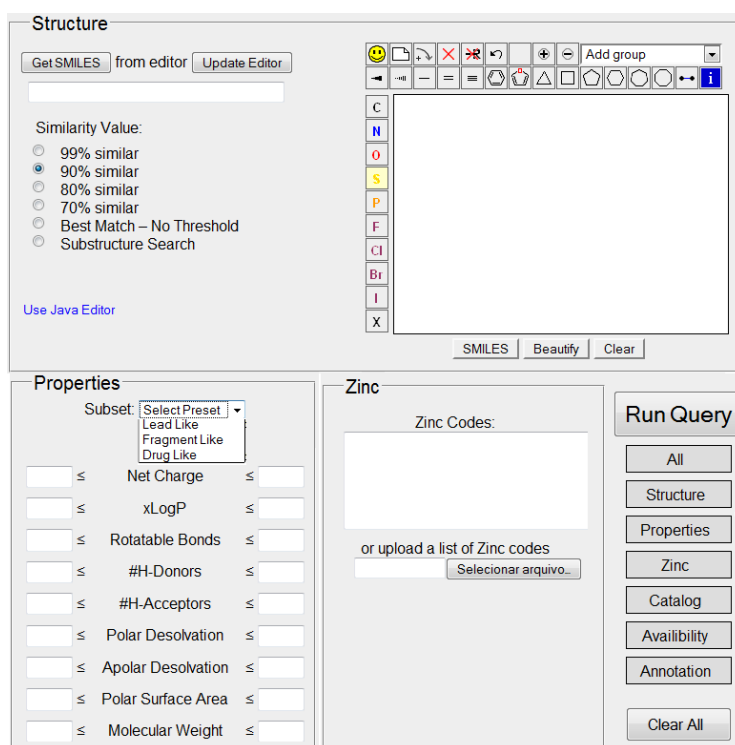 Structure
Get SMILES from editor Update Editor
Similarity Value:
99% similar
90% similar
80% similar
70% similar
Best Match – No Threshold
Substructure Search
Use Java Editor
Add group
i
C
N
O
S
P
F
Cl
Br
I
X
SMILES Beautify Clear
Properties
Subset: Select Preset
Lead Like
Fragment Like
Drug Like
≤ Net Charge ≤
≤ xLogP ≤
≤ Rotatable Bonds ≤
≤ #H-Donors ≤
≤ #H-Acceptors ≤
≤ Polar Desolvation ≤
≤ Apolar Desolvation ≤
≤ Polar Surface Area ≤
≤ Molecular Weight ≤
Zinc
Zinc Codes:
or upload a list of Zinc codes
Selecionar arquivo...
Run Query
All
Structure
Properties
Zinc
Catalog
Availibility
Annotation
Clear All